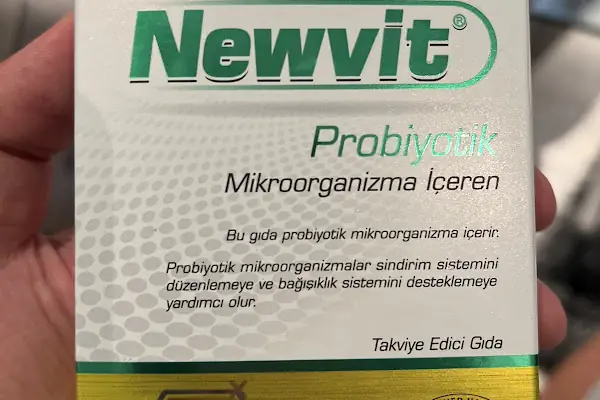 Newvit®
Probiyotik
Mikroorganizma İçeren
Bu gıda probiyotik mikroorganizma içerir.
Probiyotik mikroorganizmalar sindirim sistemini
düzenlemeye ve bağışıklık sistemini desteklemeye
yardımcı olur.
Takviye Edici Gıda